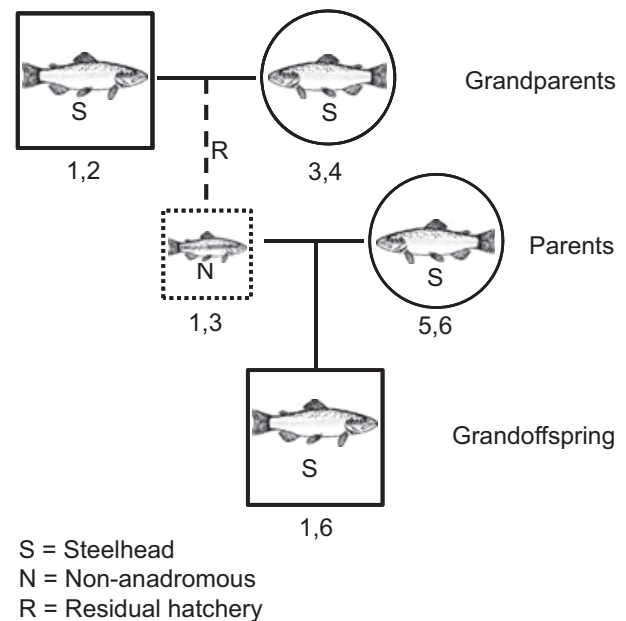 Grandparents
S
S
R
1,2
3,4
N
S
Parents
1,3
5,6
S
Grandoffspring
1,6
S = Steelhead
N = Non-anadromous
R = Residual hatchery